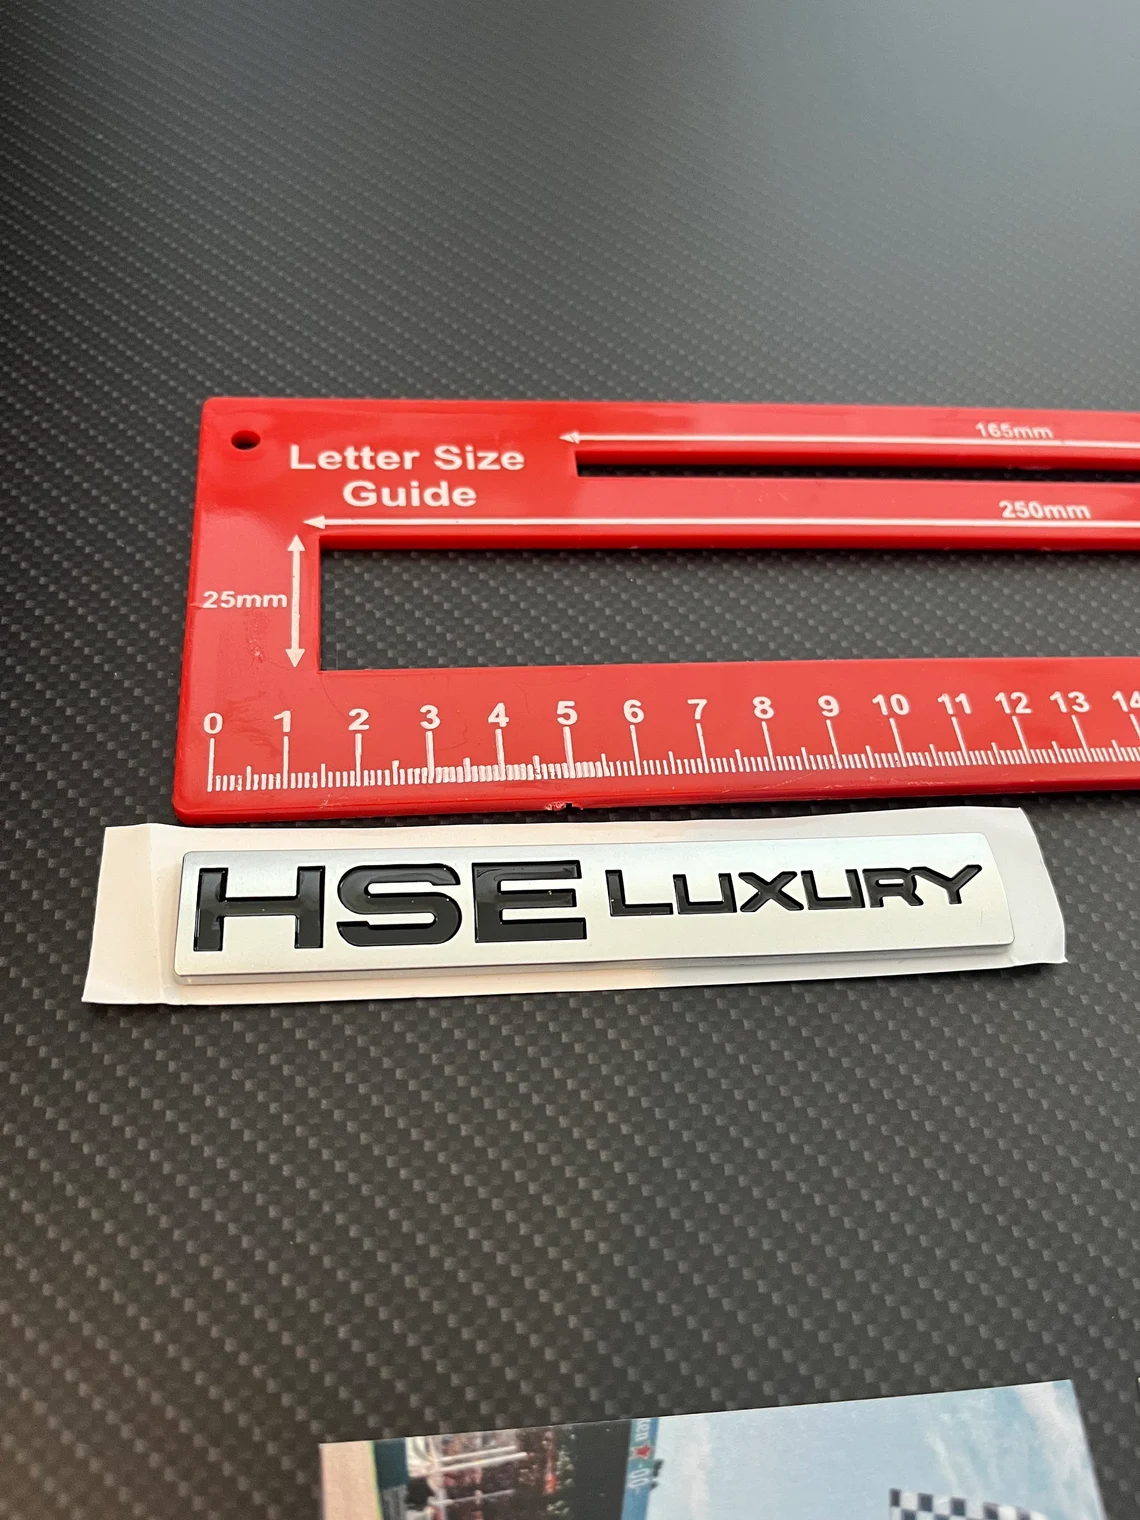 Letter Size
Guide
165mm
250mm
25mm
0 1 2 3 4 5 6 7 8 9 10 11 12 13 14
HSE LUXURY